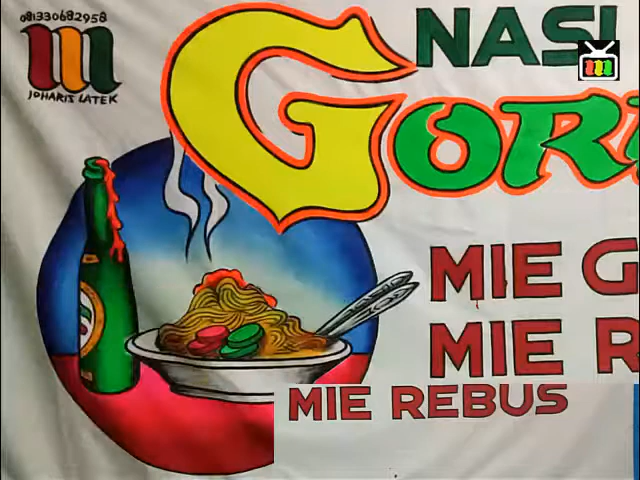 081330682958
m
JOHARIS LATEK
NASI
m
GOR
MIE G
MIE R
MIE REBUS